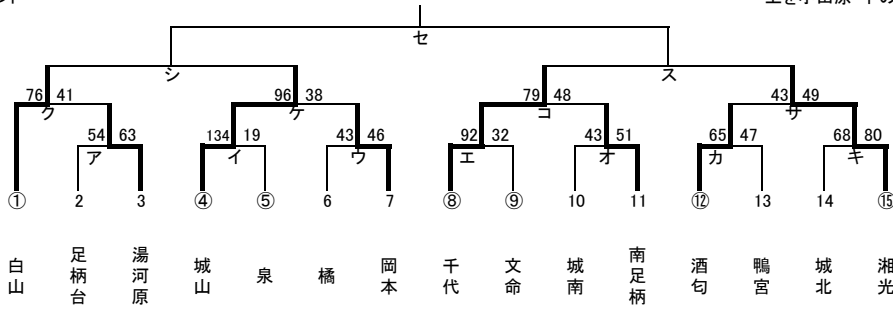 セ
シ ス
76 41 96 38 79 48 43 49
ク ケ コ サ
54 63 134 19 43 46 92 32 43 51 65 47 68 80
ア イ ウ エ オ カ キ
① 2 3 ④ ⑤ 6 7 ⑧ ⑨ 10 11 ⑫ 13 14 ⑮
白山 足柄台 湯河原 城山 泉 橘 岡本 千代 文命 城南 南足柄 酒匂 鴨宮 城北 湘光